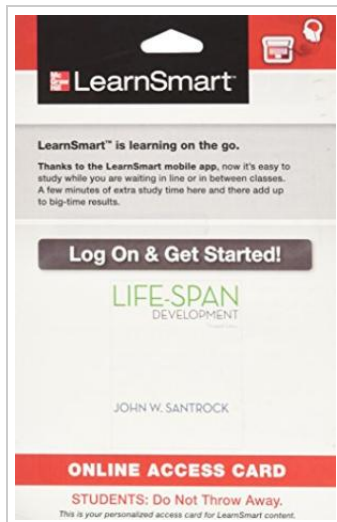 Mc
Graw
Hill
LearnSmart™
LearnSmart™ is learning on the go.
Thanks to the LearnSmart mobile app, now it's easy to
study while you are waiting in line or in between classes.
A few minutes of extra study time here and there add up
to big-time results.
Log On & Get Started!
LIFE-SPAN
DEVELOPMENT
JOHN W. SANTROCK
ONLINE ACCESS CARD
STUDENTS: Do Not Throw Away.
This is your personalized access card for LearnSmart content.